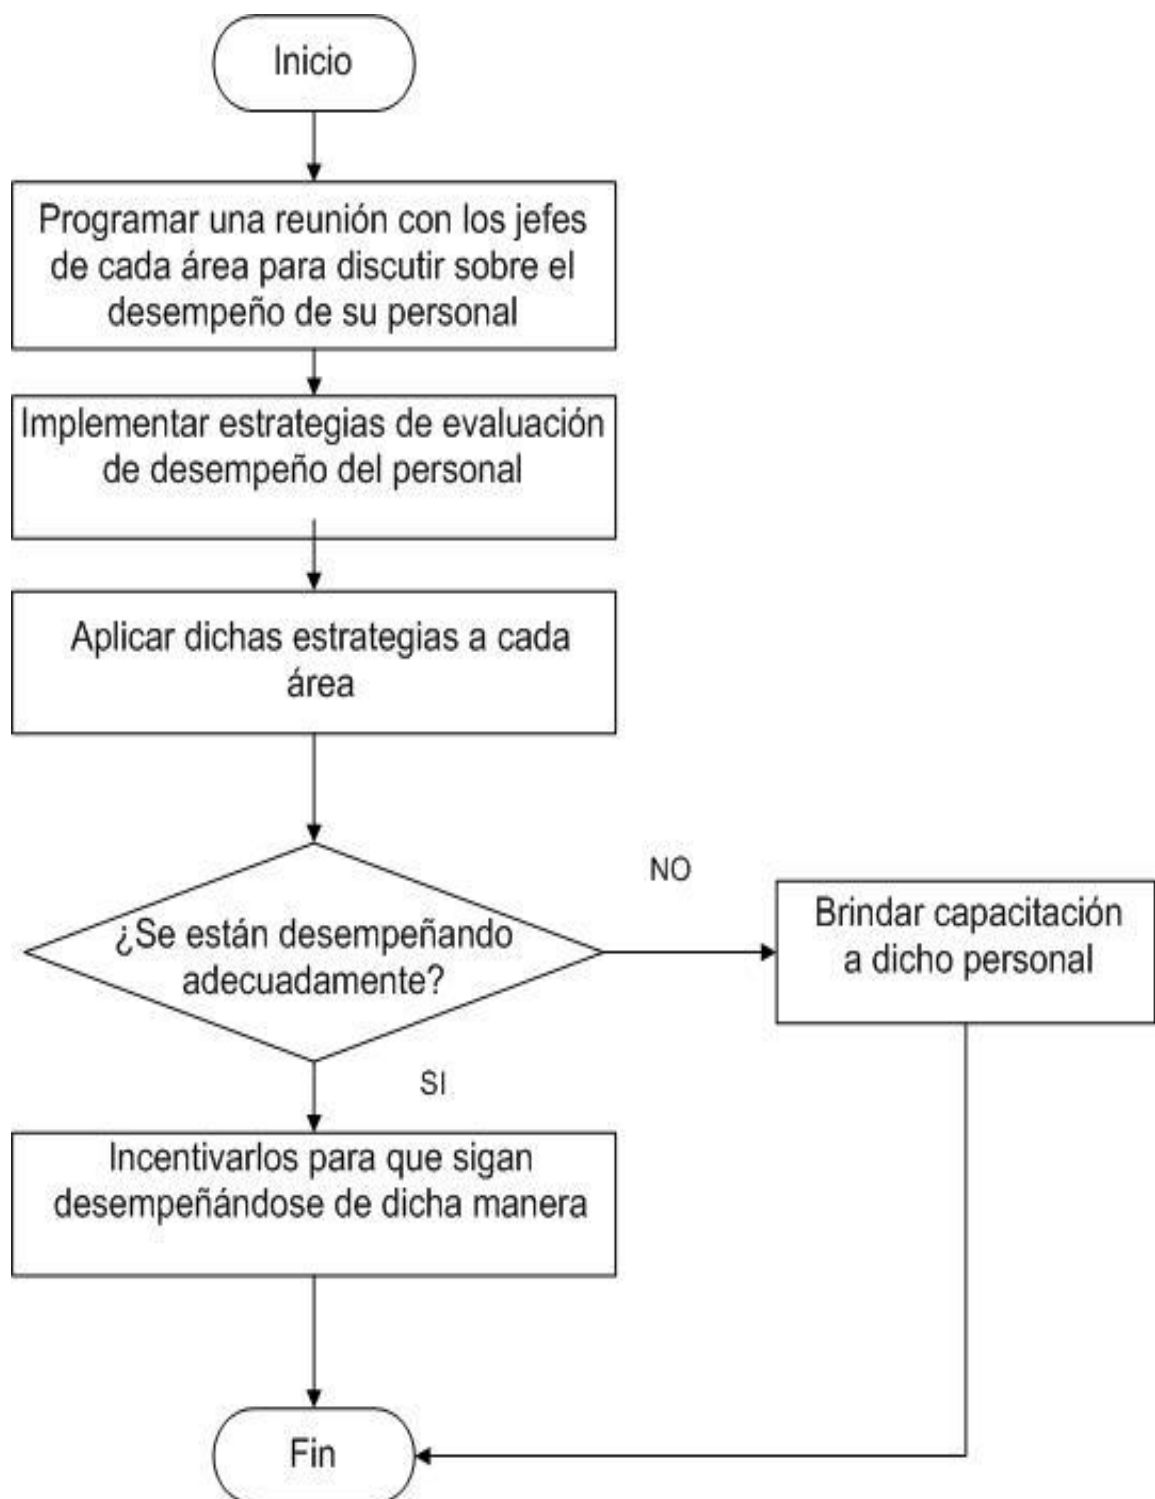 Inicio
Programar una reunión con los jefes
de cada área para discutir sobre el
desempeño de su personal
Implementar estrategias de evaluación
de desempeño del personal
Aplicar dichas estrategias a cada
área
¿Se están desempeñando
adecuadamente?
NO
Brindar capacitación
a dicho personal
SI
Incentivarlos para que sigan
desempeñándose de dicha manera
Fin